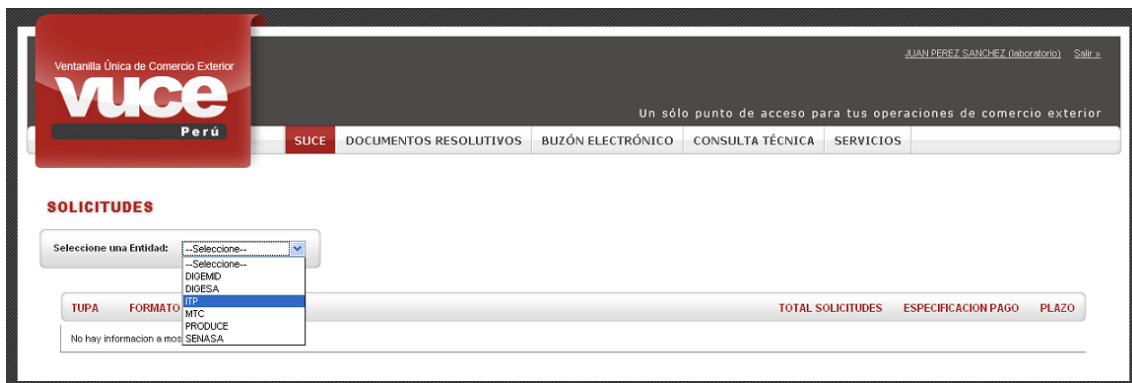 JUAN PEREZ SANCHEZ (laboratorio) Salir »
Ventanilla Única de Comercio Exterior
vuce
Perú
Un sólo punto de acceso para tus operaciones de comercio exterior
SUCE DOCUMENTOS RESOLUTIVOS BUZÓN ELECTRÓNICO CONSULTA TÉCNICA SERVICIOS
SOLICITUDES
Seleccione una Entidad: --Seleccione--
--Seleccione--
DIGEMID
DIGESA
ITP
MTC
PRODUCE
SENASA
TUPA FORMATO TOTAL SOLICITUDES ESPECIFICACION PAGO PLAZO
No hay informacion a mos